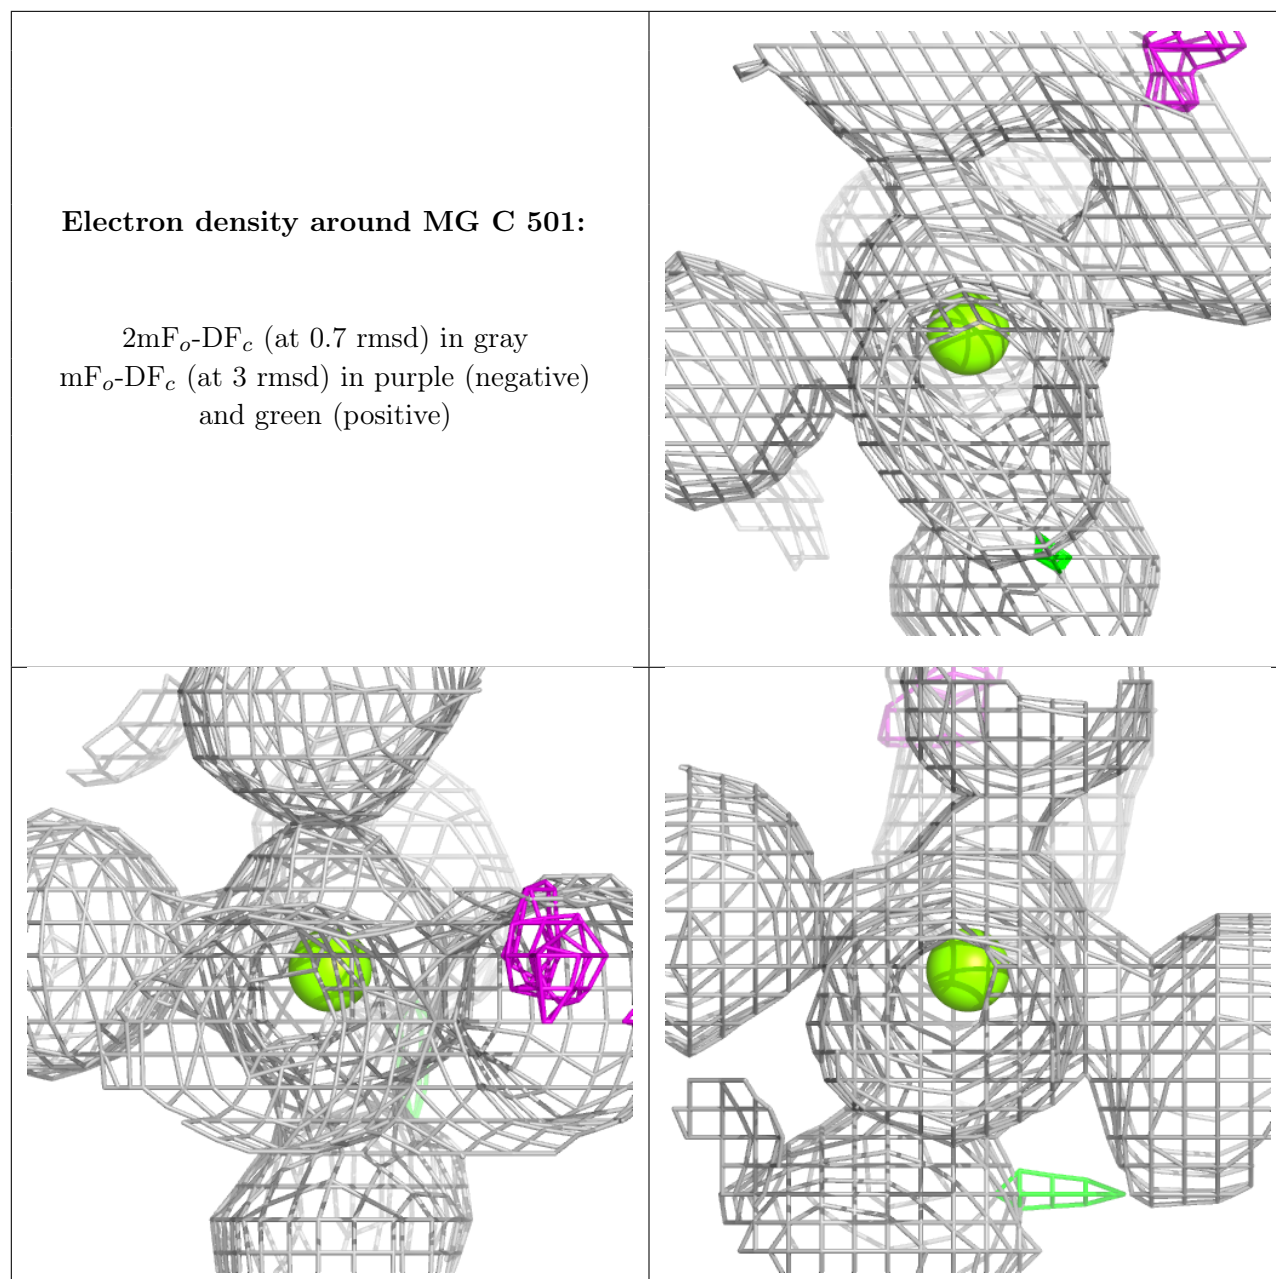 Electron density around MG C 501:
2mFo-DFc (at 0.7 rmsd) in gray
mFo-DFc (at 3 rmsd) in purple (negative)
and green (positive)